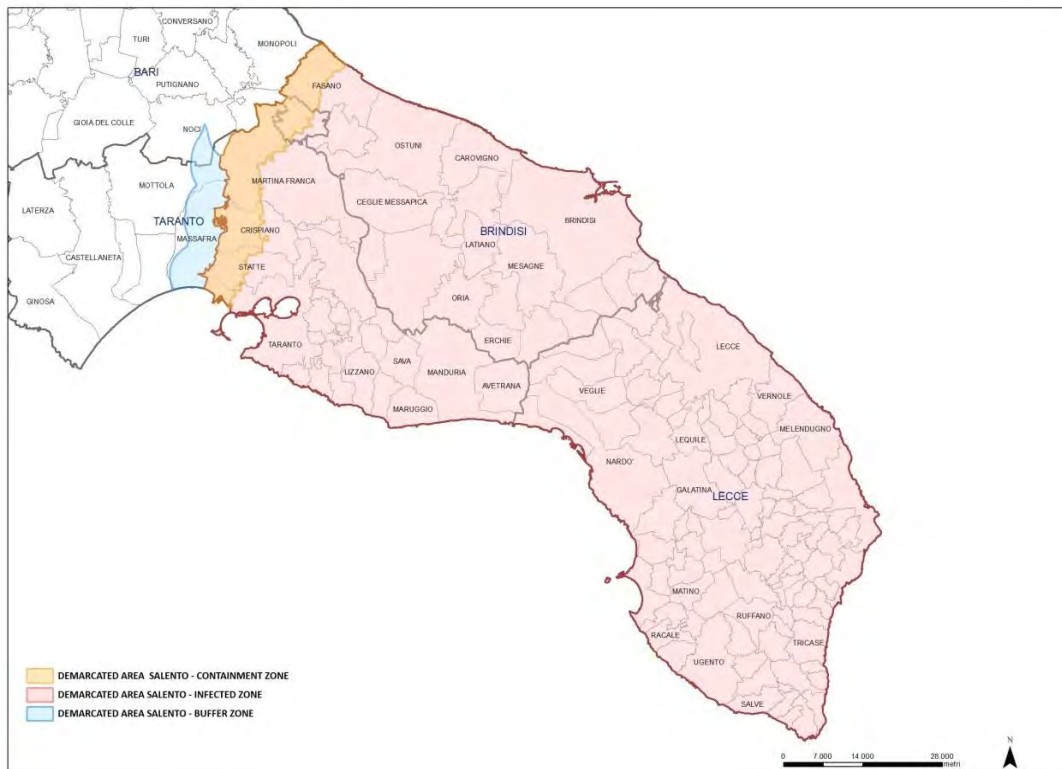 CONVERSANO
TURI
MONOPOLI
BARI
PUTIGNANO
FASANO
GIOIA DEL COLLE
NOCI
OSTUNI
CAROVIGNO
MARTINA FRANCA
MOTTOLA
CEGLIE MESSAPICA
LATERZA
TARANTO
BRINDISI
CRISPIANO
BRINDISI
MASSAFRA
LATIANO
CASTELLANETA
STATTE
MESAGNE
ORIA
GINOSA
ERCHIE
TARANTO
LECCE
SAVA
LIZZANO
MANDURIA
AVETRANA
VEGLIE
VERNOLE
MARUGGIO
MELENDUGNO
LEQUILE
NARDO'
GALATINA
LECCE
MATINO
RUFFANO
RACALE
TRICASE
UGENTO
SALVE
DEMARCATED AREA SALENTO - CONTAINMENT ZONE
DEMARCATED AREA SALENTO - INFECTED ZONE
DEMARCATED AREA SALENTO - BUFFER ZONE
N
0 7.000 14.000 28.000
metri